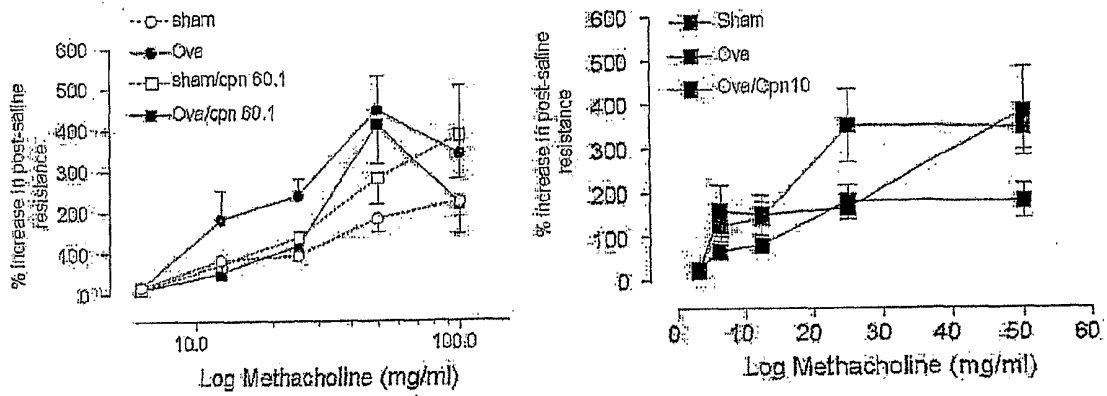 sham
Ova
sham/cpn 60.1
Ova/cpn 60.1
600
500
400
300
200
100
0
% increase in post-saline
resistance
10.0
100.0
Log Methacholine (mg/ml)
Sham
Ova
Ova/Cpn10
600
500
400
300
200
100
0
% increase in post-saline
resistance
0
10
20
30
40
50
60
Log Methacholine (mg/ml)